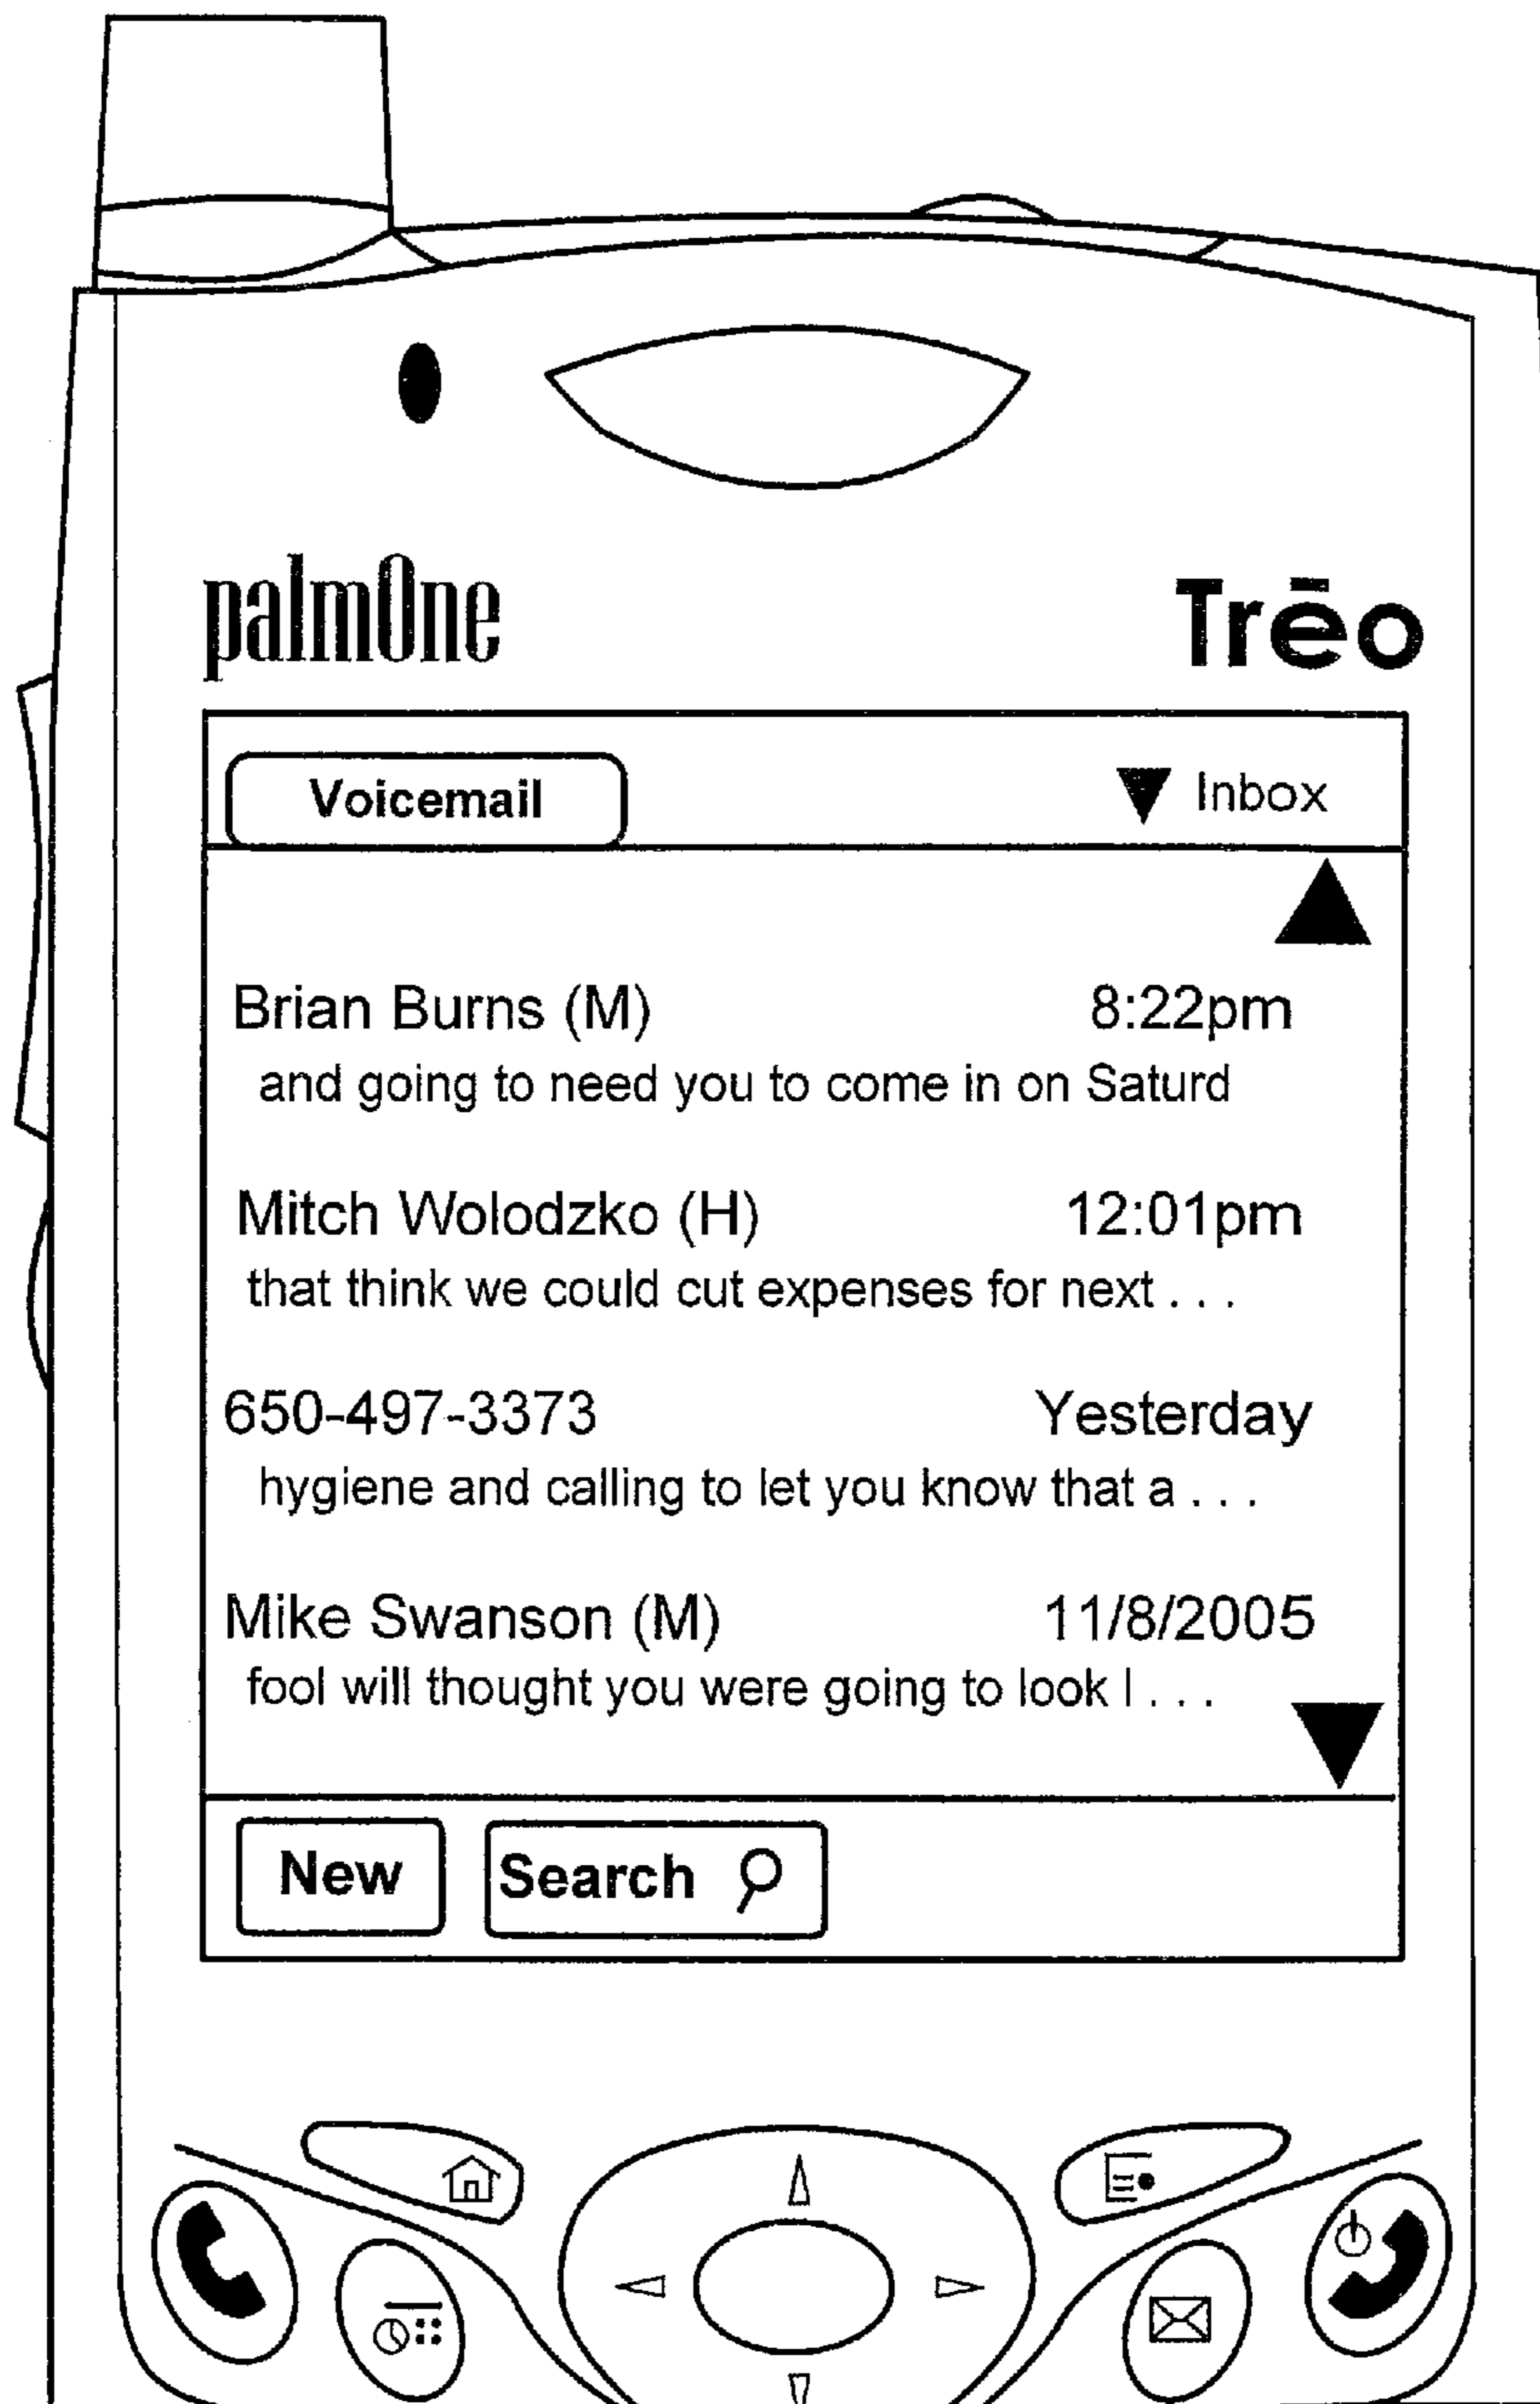 palmOne Trēo
Voicemail Inbox
Brian Burns (M) 8:22pm
and going to need you to come in on Saturd
Mitch Wolodzko (H) 12:01pm
that think we could cut expenses for next . . .
650-497-3373 Yesterday
hygiene and calling to let you know that a . . .
Mike Swanson (M) 11/8/2005
fool will thought you were going to look l . . .
New Search